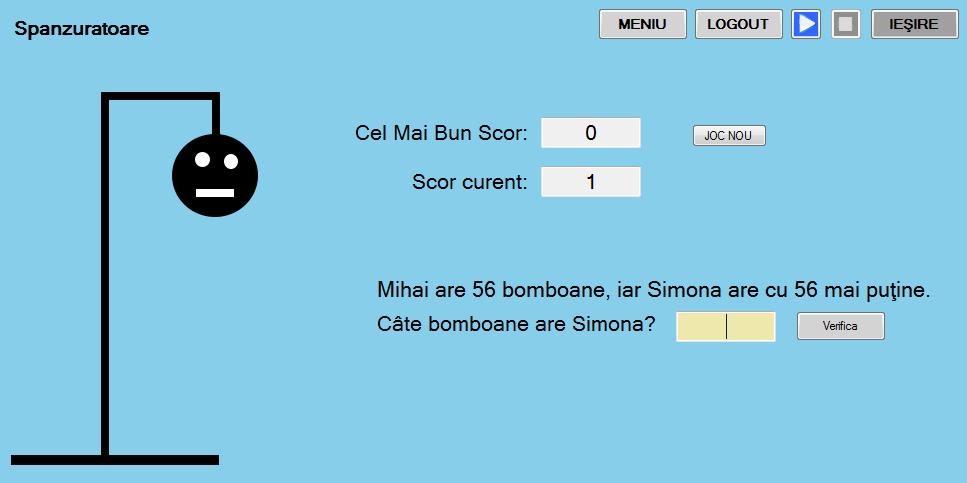 Spanzuratoare
MENIU
LOGOUT
IEŞIRE
Cel Mai Bun Scor: 0
JOC NOU
Scor curent: 1
Mihai are 56 bomboane, iar Simona are cu 56 mai puţine.
Câte bomboane are Simona?
Verifica